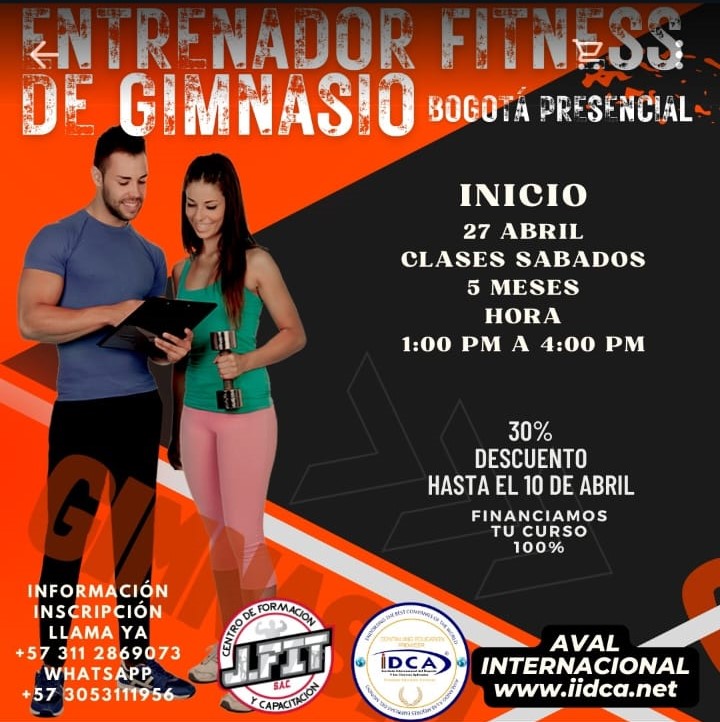 ENTRENADOR FITNESS
DE GIMNASIO BOGOTÁ PRESENCIAL
INICIO
27 ABRIL
CLASES SABADOS
5 MESES
HORA
1:00 PM A 4:00 PM
30%
DESCUENTO
HASTA EL 10 DE ABRIL
FINANCIAMOS
TU CURSO
100%
GIMNAS
INFORMACIÓN
INSCRIPCIÓN
LLAMA YA
+57 311 2869073
WHATSAPP
+57 3053111956
CENTRO DE FORMACION
J.FIT
S.A.C
Y CAPACITACIÓN
IDCA
AVAL
INTERNACIONAL
www.iidca.net